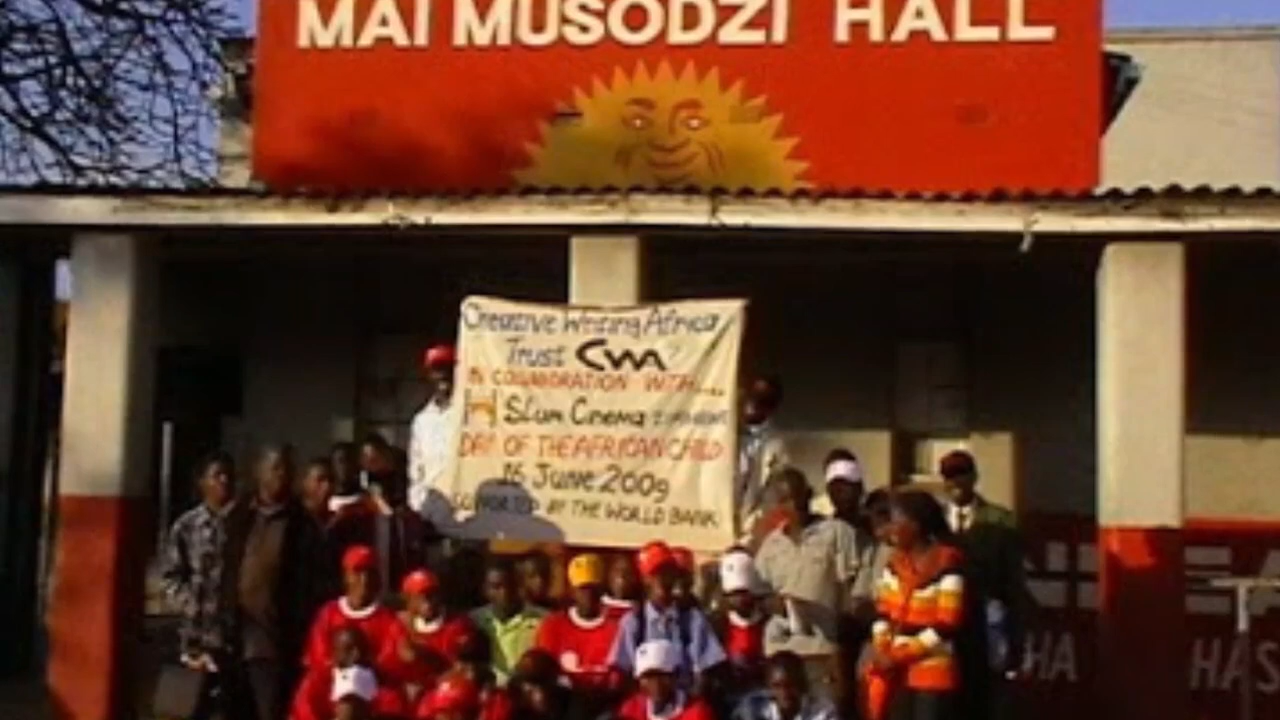 MAI MUSODZI HALL
Creative Writing Africa
Trust CWA
IN COLLABORATION WITH....
Slum Cinema
DAY OF THE AFRICAN CHILD
16 June 2009
SUPPORTED BY THE WORLD BANK
HA
HAS